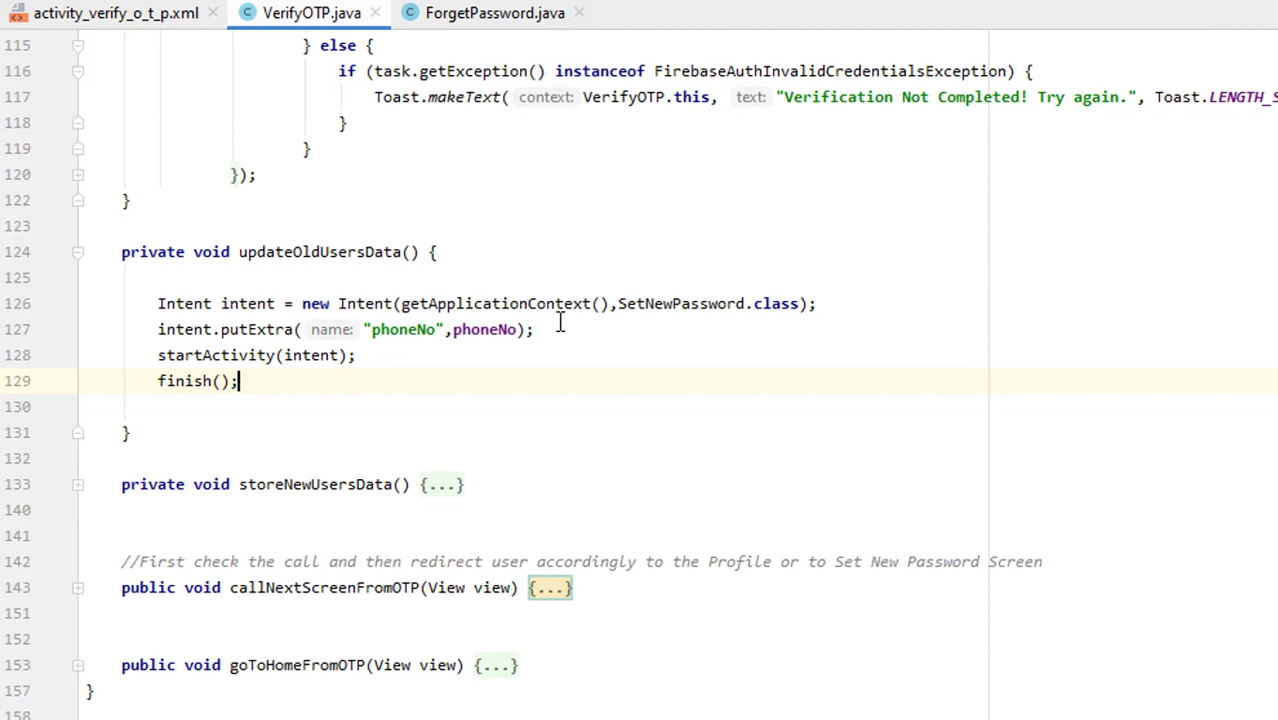 activity_verify_o_t_p.xml VerifyOTP.java ForgetPassword.java
115 } else {
116 if (task.getException() instanceof FirebaseAuthInvalidCredentialsException) {
117 Toast.makeText( context: VerifyOTP.this, text: "Verification Not Completed! Try again.", Toast.LENGTH_S
118 }
119 }
120 });
122 }
123
124 private void updateOldUsersData() {
125
126 Intent intent = new Intent(getApplicationContext(),SetNewPassword.class);
127 intent.putExtra( name: "phoneNo",phoneNo);
128 startActivity(intent);
129 finish();
130
131 }
132
133 private void storeNewUsersData() {...}
140
141
142 //First check the call and then redirect user accordingly to the Profile or to Set New Password Screen
143 public void callNextScreenFromOTP(View view) {...}
151
152
153 public void goToHomeFromOTP(View view) {...}
157 }
158